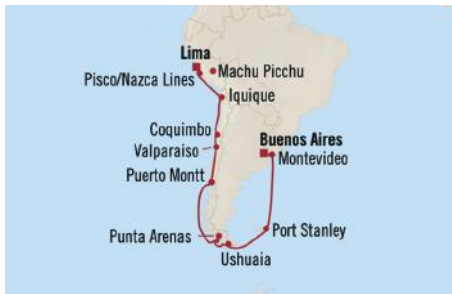 Lima
Machu Picchu
Pisco/Nazca Lines
Iquique
Coquimbo
Buenos Aires
Valparaiso
Montevideo
Puerto Montt
Port Stanley
Punta Arenas
Ushuaia